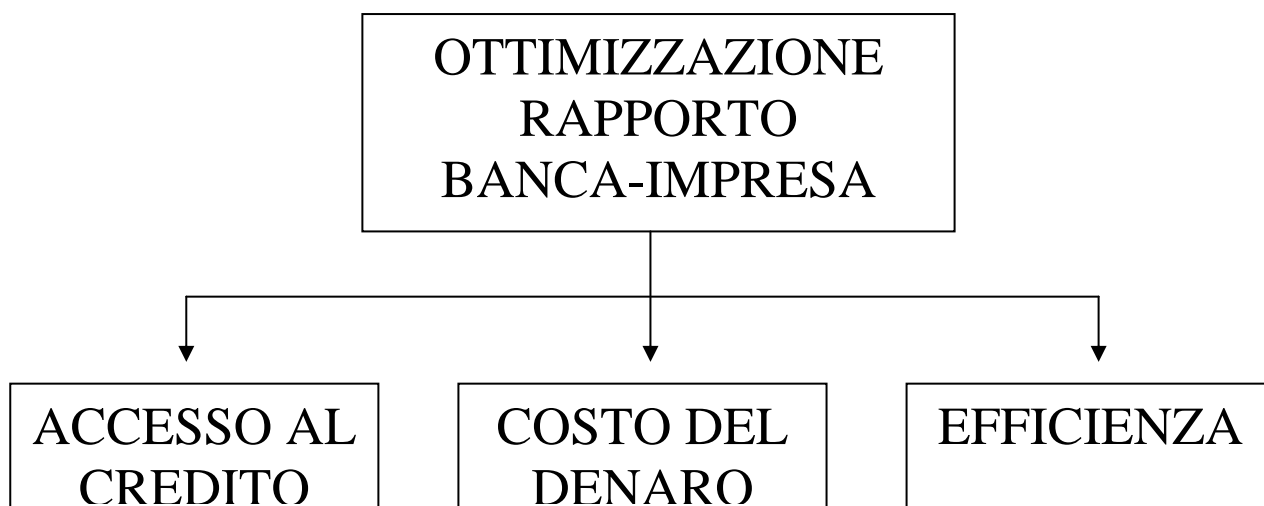 OTTIMIZZAZIONE
RAPPORTO
BANCA-IMPRESA
ACCESSO AL
CREDITO
COSTO DEL
DENARO
EFFICIENZA